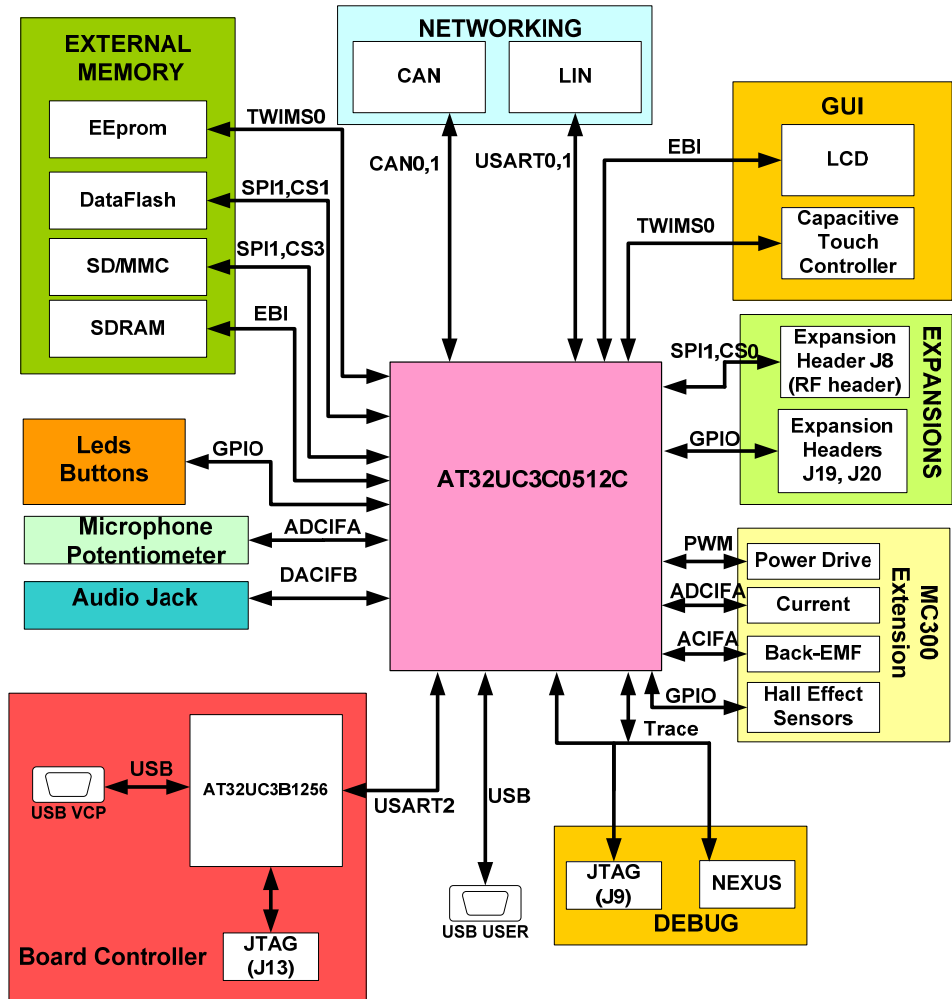 NETWORKING
CAN
LIN
EXTERNAL
MEMORY
EEprom
DataFlash
SD/MMC
SDRAM
TWIMS0
SPI1,CS1
SPI1,CS3
EBI
CAN0,1
USART0,1
EBI
TWIMS0
GUI
LCD
Capacitive
Touch
Controller
SPI1,CS0
GPIO
Expansion
Header J8
(RF header)
Expansion
Headers
J19, J20
EXPANSIONS
Leds
Buttons
GPIO
Microphone
Potentiometer
ADCIFA
Audio Jack
DACIFB
AT32UC3C0512C
PWM
ADCIFA
ACIFA
GPIO
Power Drive
Current
Back-EMF
Hall Effect
Sensors
MC300
Extension
Trace
USB
USB VCP
AT32UC3B1256
USART2
USB
JTAG
(J13)
Board Controller
USB USER
JTAG
(J9)
NEXUS
DEBUG